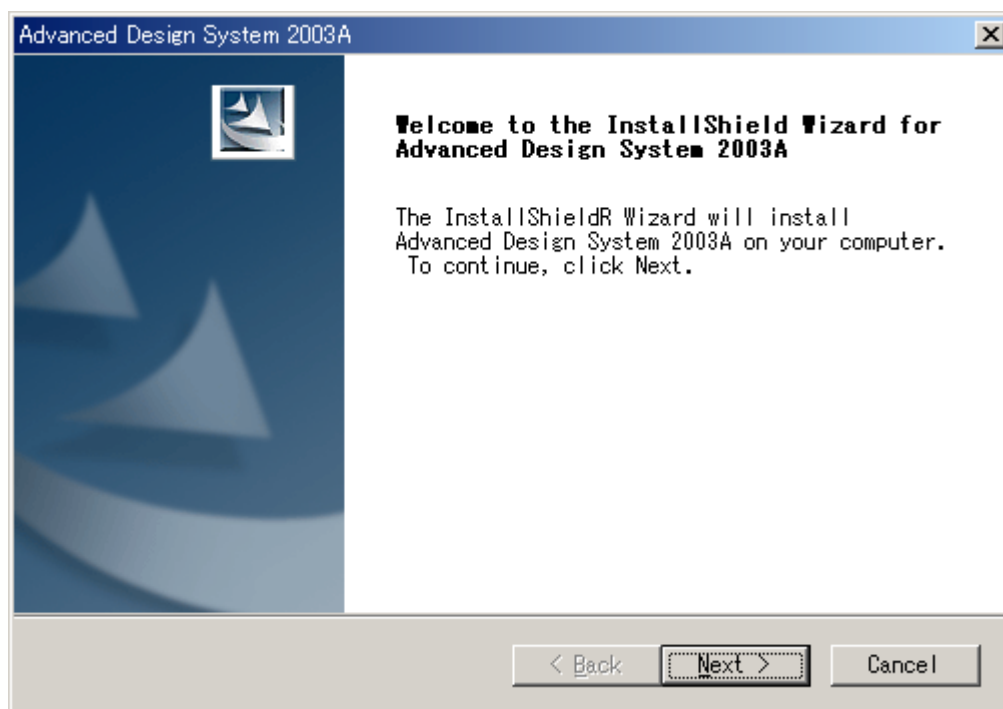 Advanced Design System 2003A
Welcome to the InstallShield Wizard for
Advanced Design System 2003A
The InstallShieldR Wizard will install
Advanced Design System 2003A on your computer.
To continue, click Next.
< Back
Next >
Cancel